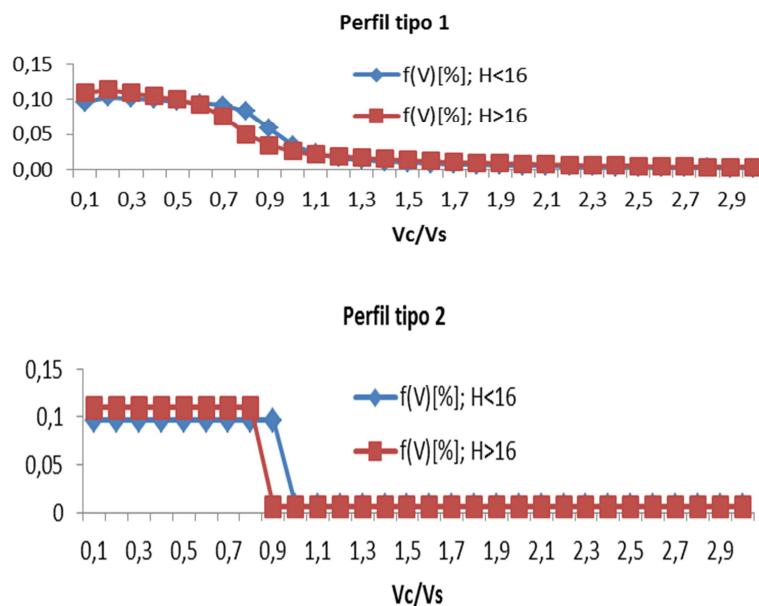 Perfil tipo 1
0,15
0,10
0,05
0,00
f(V)[%]; H<16
f(V)[%]; H>16
0,1 0,3 0,5 0,7 0,9 1,1 1,3 1,5 1,7 1,9 2,1 2,3 2,5 2,7 2,9
Vc/Vs
Perfil tipo 2
0,15
0,1
0,05
0
f(V)[%]; H<16
f(V)[%]; H>16
0,1 0,3 0,5 0,7 0,9 1,1 1,3 1,5 1,7 1,9 2,1 2,3 2,5 2,7 2,9
Vc/Vs